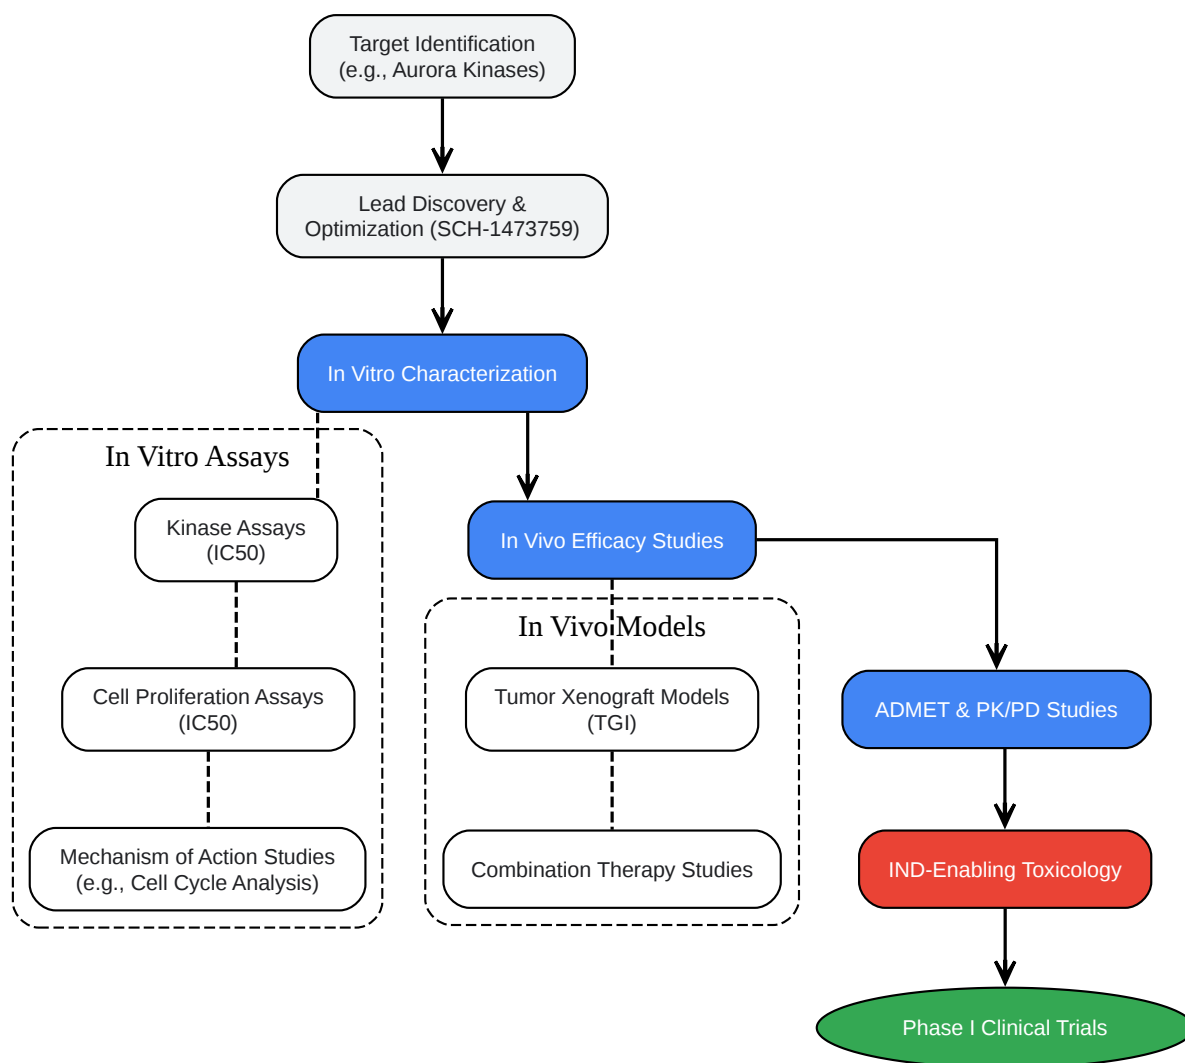 Target Identification
(e.g., Aurora Kinases)
Lead Discovery &
Optimization (SCH-1473759)
In Vitro Characterization
In Vitro Assays
Kinase Assays
(IC50)
Cell Proliferation Assays
(IC50)
Mechanism of Action Studies
(e.g., Cell Cycle Analysis)
In Vivo Efficacy Studies
In Vivo Models
Tumor Xenograft Models
(TGI)
Combination Therapy Studies
ADMET & PK/PD Studies
IND-Enabling Toxicology
Phase I Clinical Trials